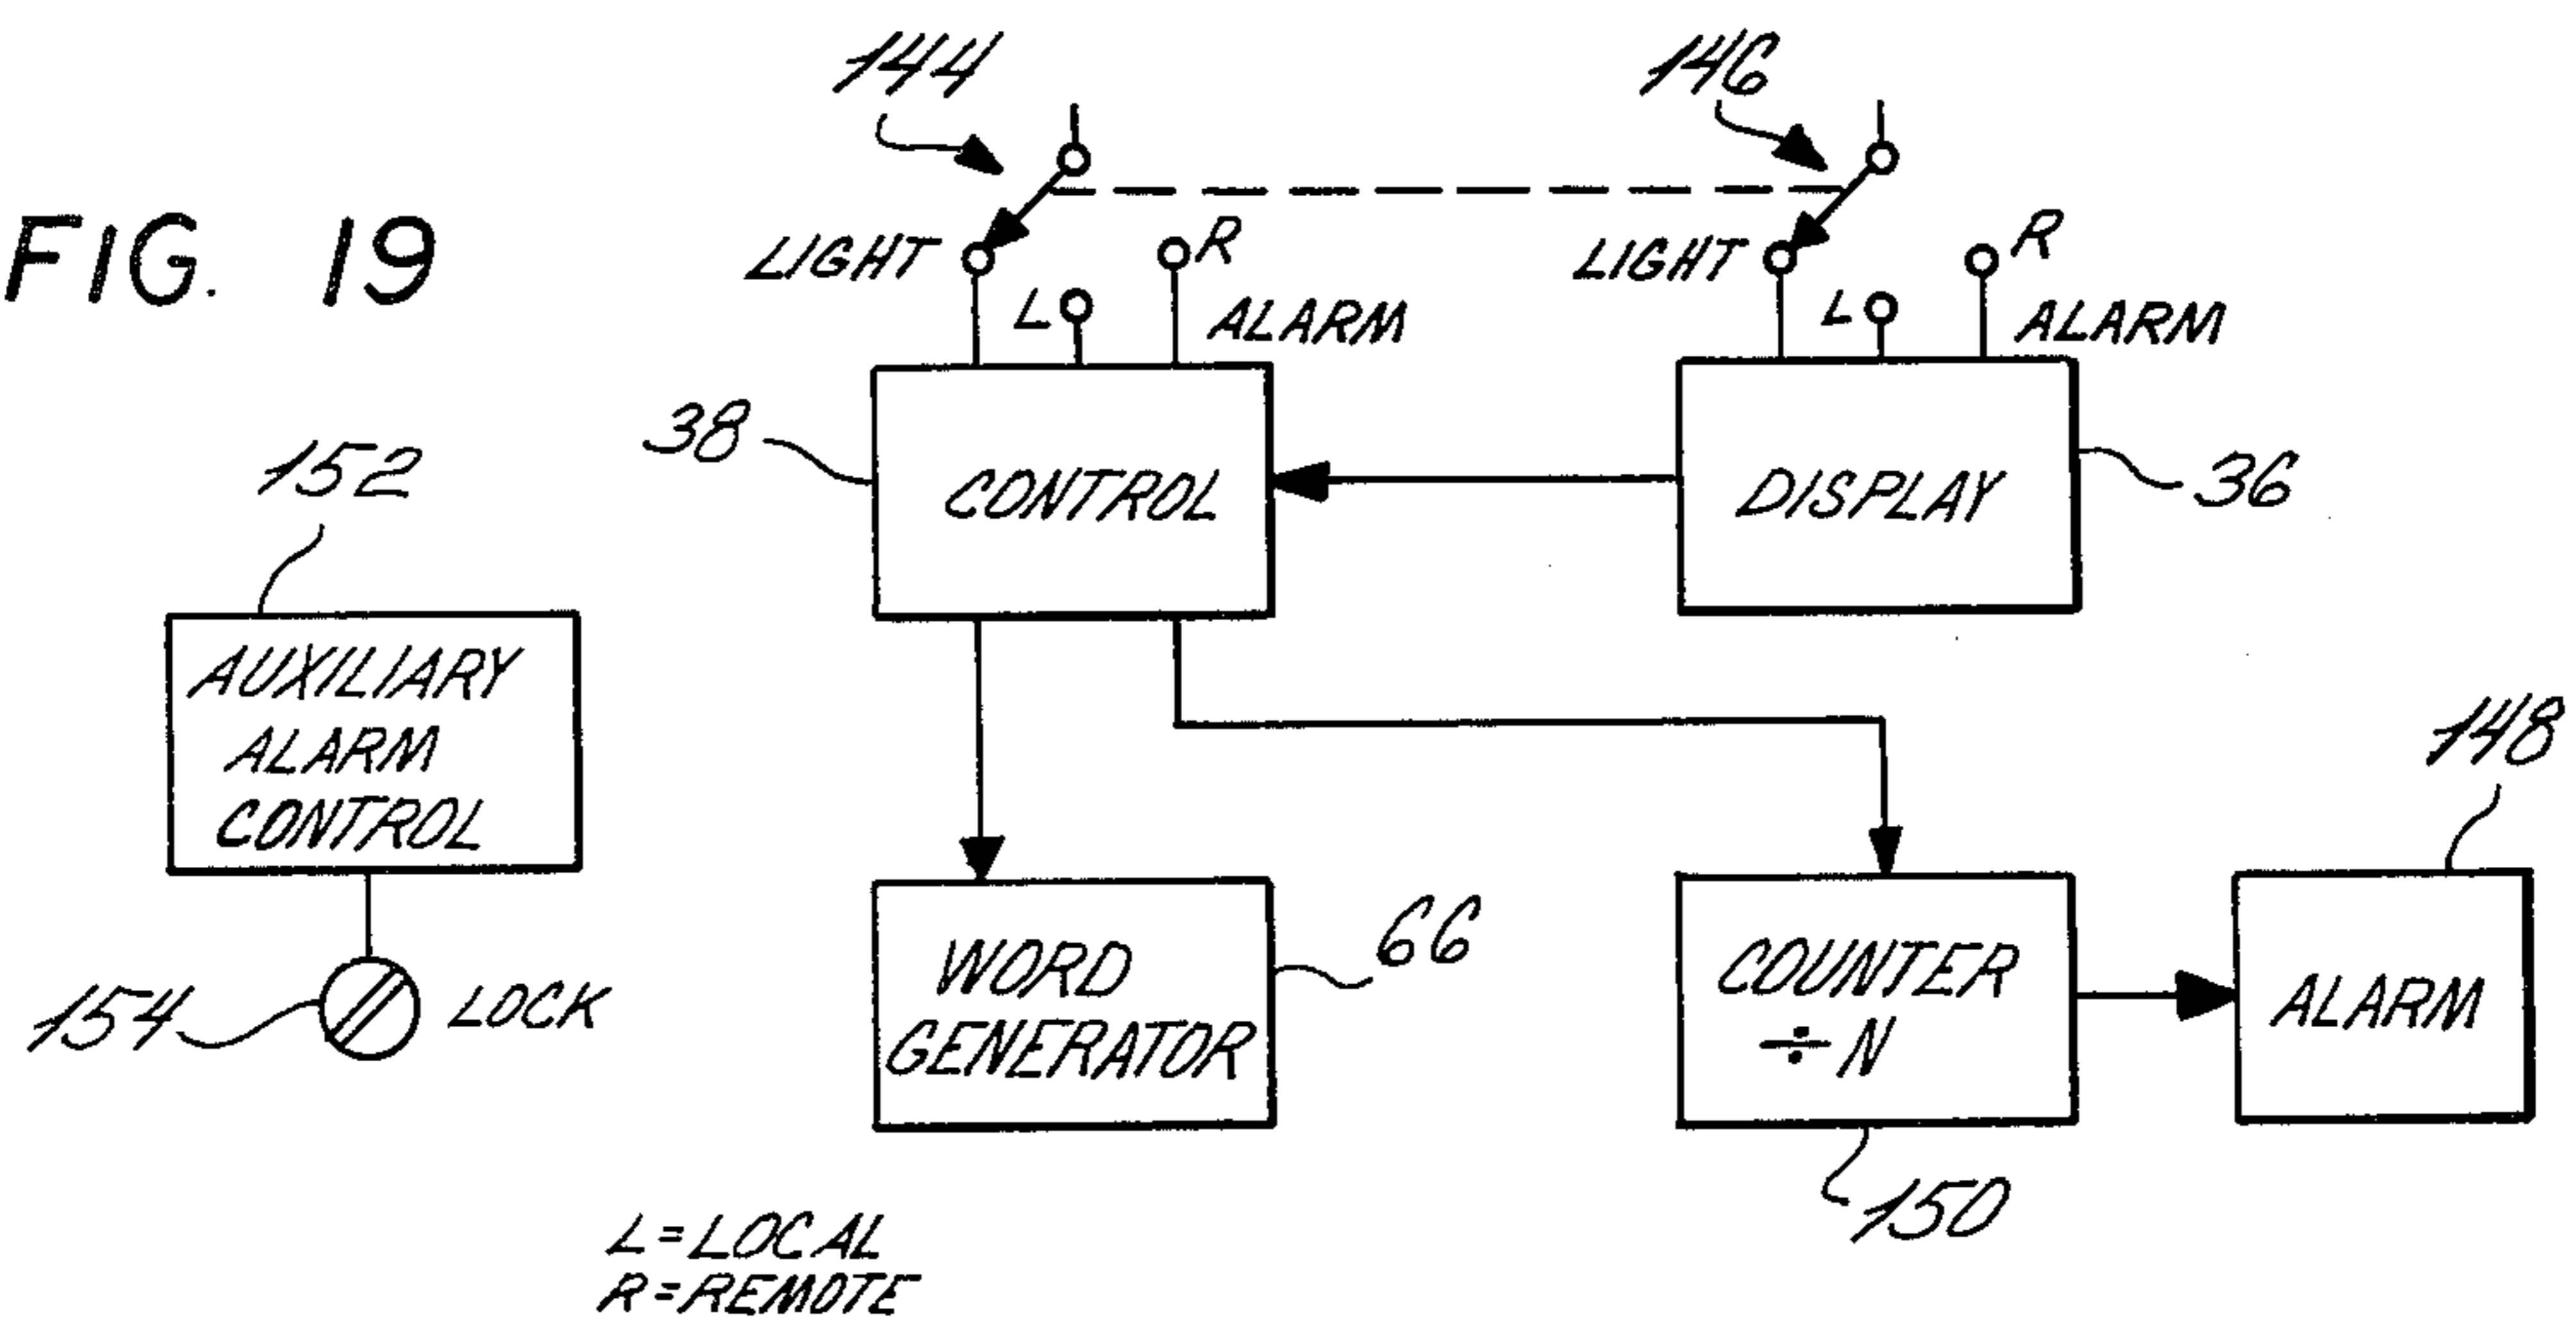 FIG. 19
144
146
LIGHT
L
R
ALARM
LIGHT
L
R
ALARM
38
CONTROL
DISPLAY
36
152
AUXILIARY
ALARM
CONTROL
154
LOCK
WORD
GENERATOR
66
COUNTER
÷ N
150
148
ALARM
L = LOCAL
R = REMOTE